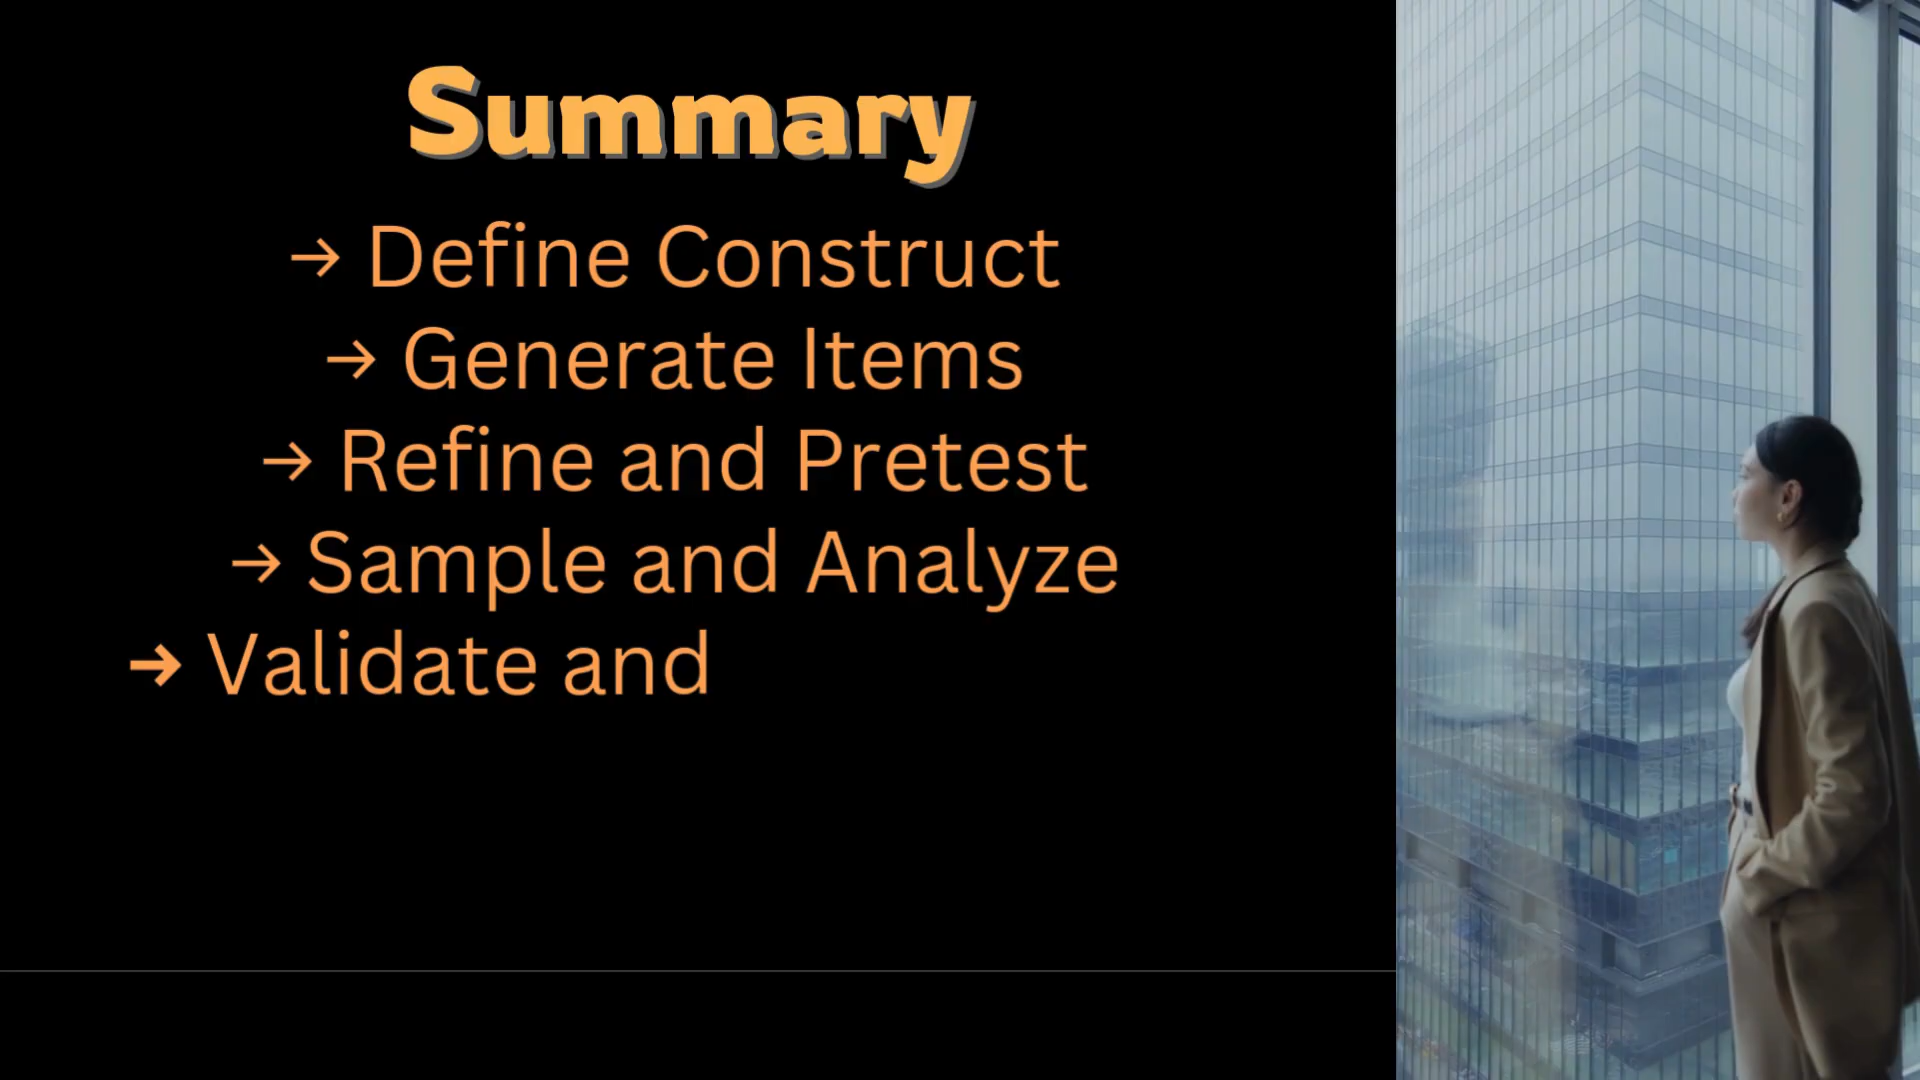 Summary
→ Define Construct
→ Generate Items
→ Refine and Pretest
→ Sample and Analyze
→ Validate and